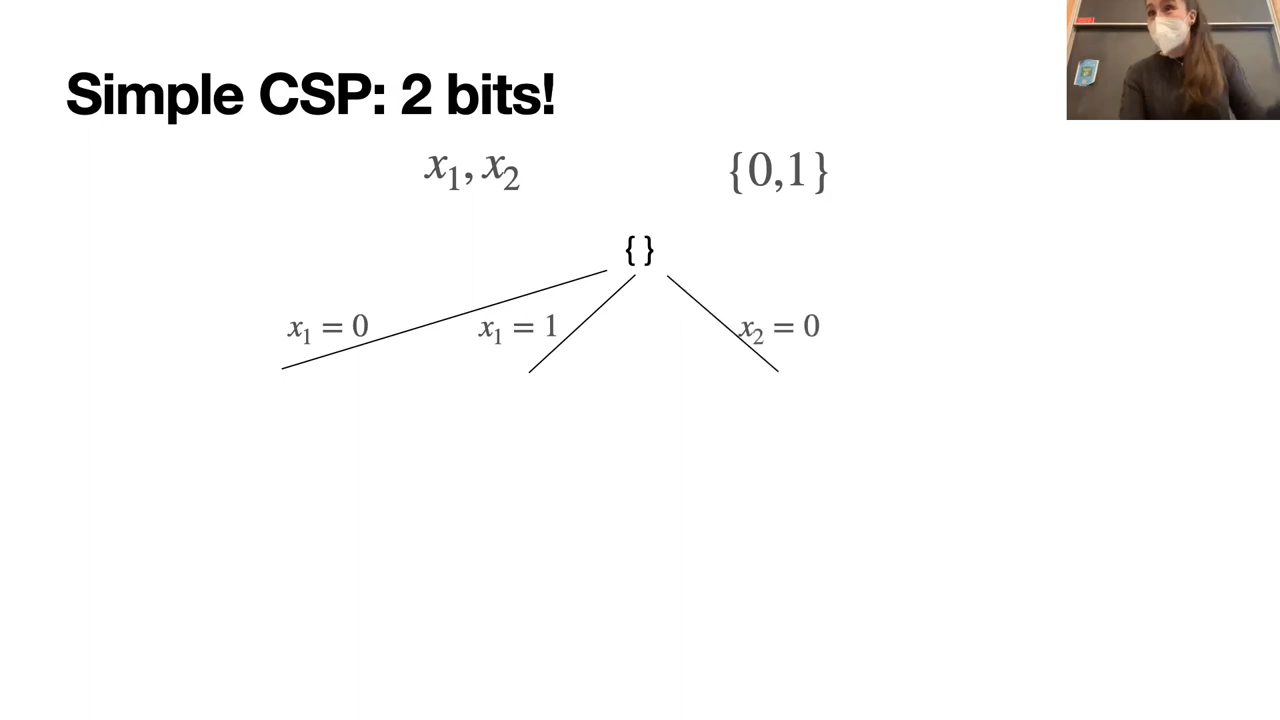 Simple CSP: 2 bits!
x₁, x₂ {0,1}
{ }
x₁ = 0 x₁ = 1 x₂ = 0